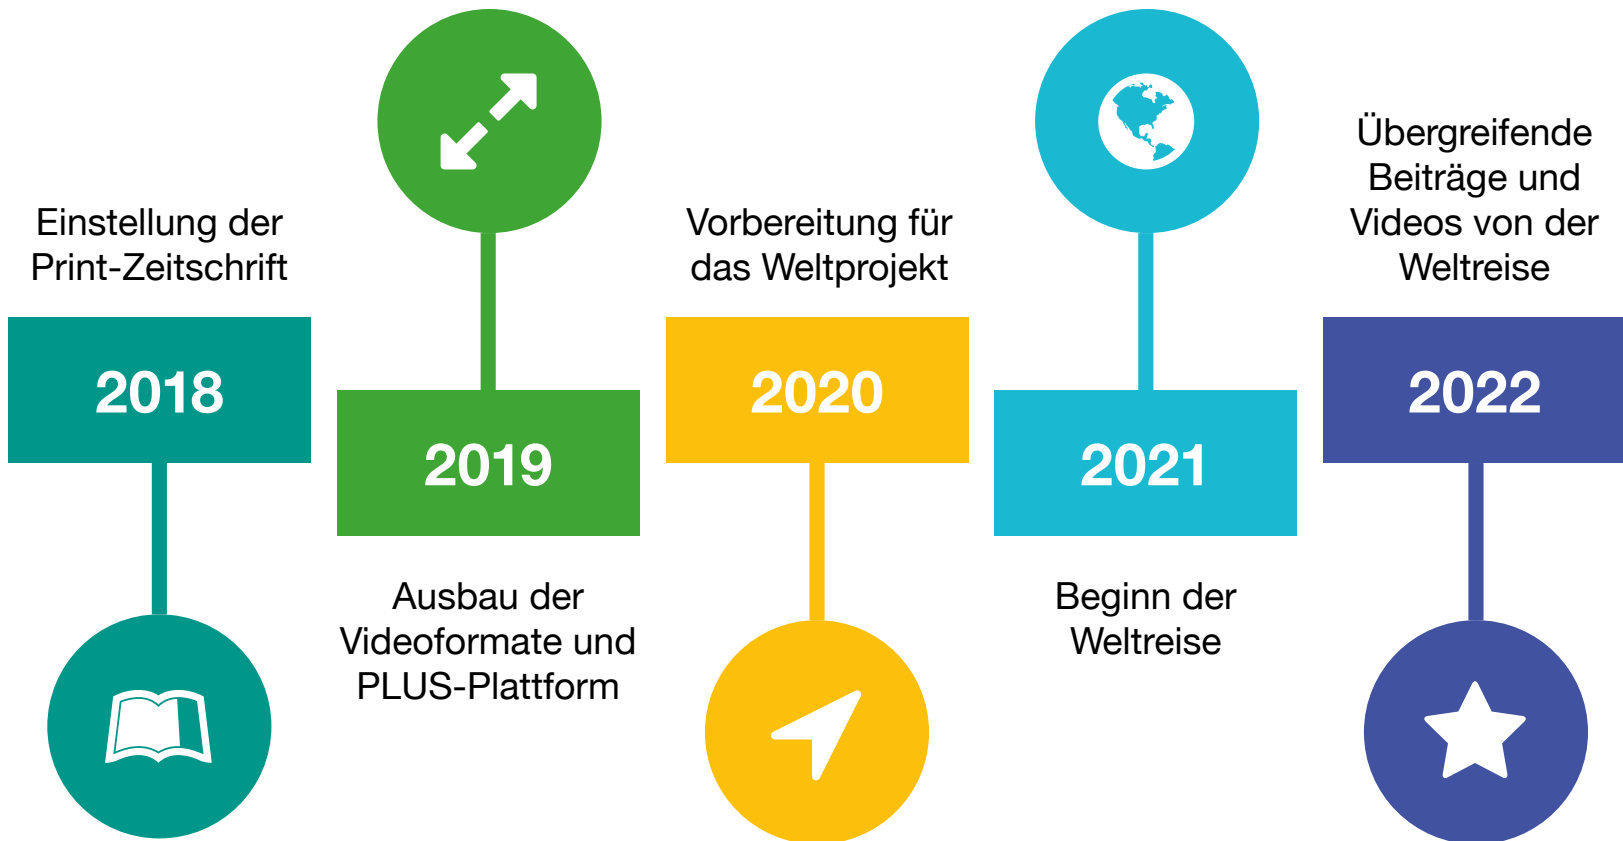 Einstellung der
Print-Zeitschrift
2018
2019
Ausbau der
Videoformate und
PLUS-Plattform
Vorbereitung für
das Weltprojekt
2020
2021
Beginn der
Weltreise
Übergreifende
Beiträge und
Videos von der
Weltreise
2022